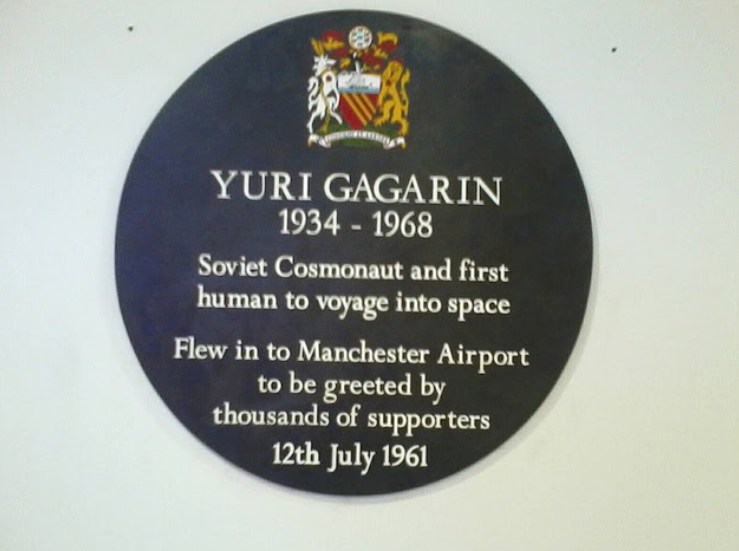 YURI GAGARIN
1934 - 1968
Soviet Cosmonaut and first
human to voyage into space
Flew in to Manchester Airport
to be greeted by
thousands of supporters
12th July 1961